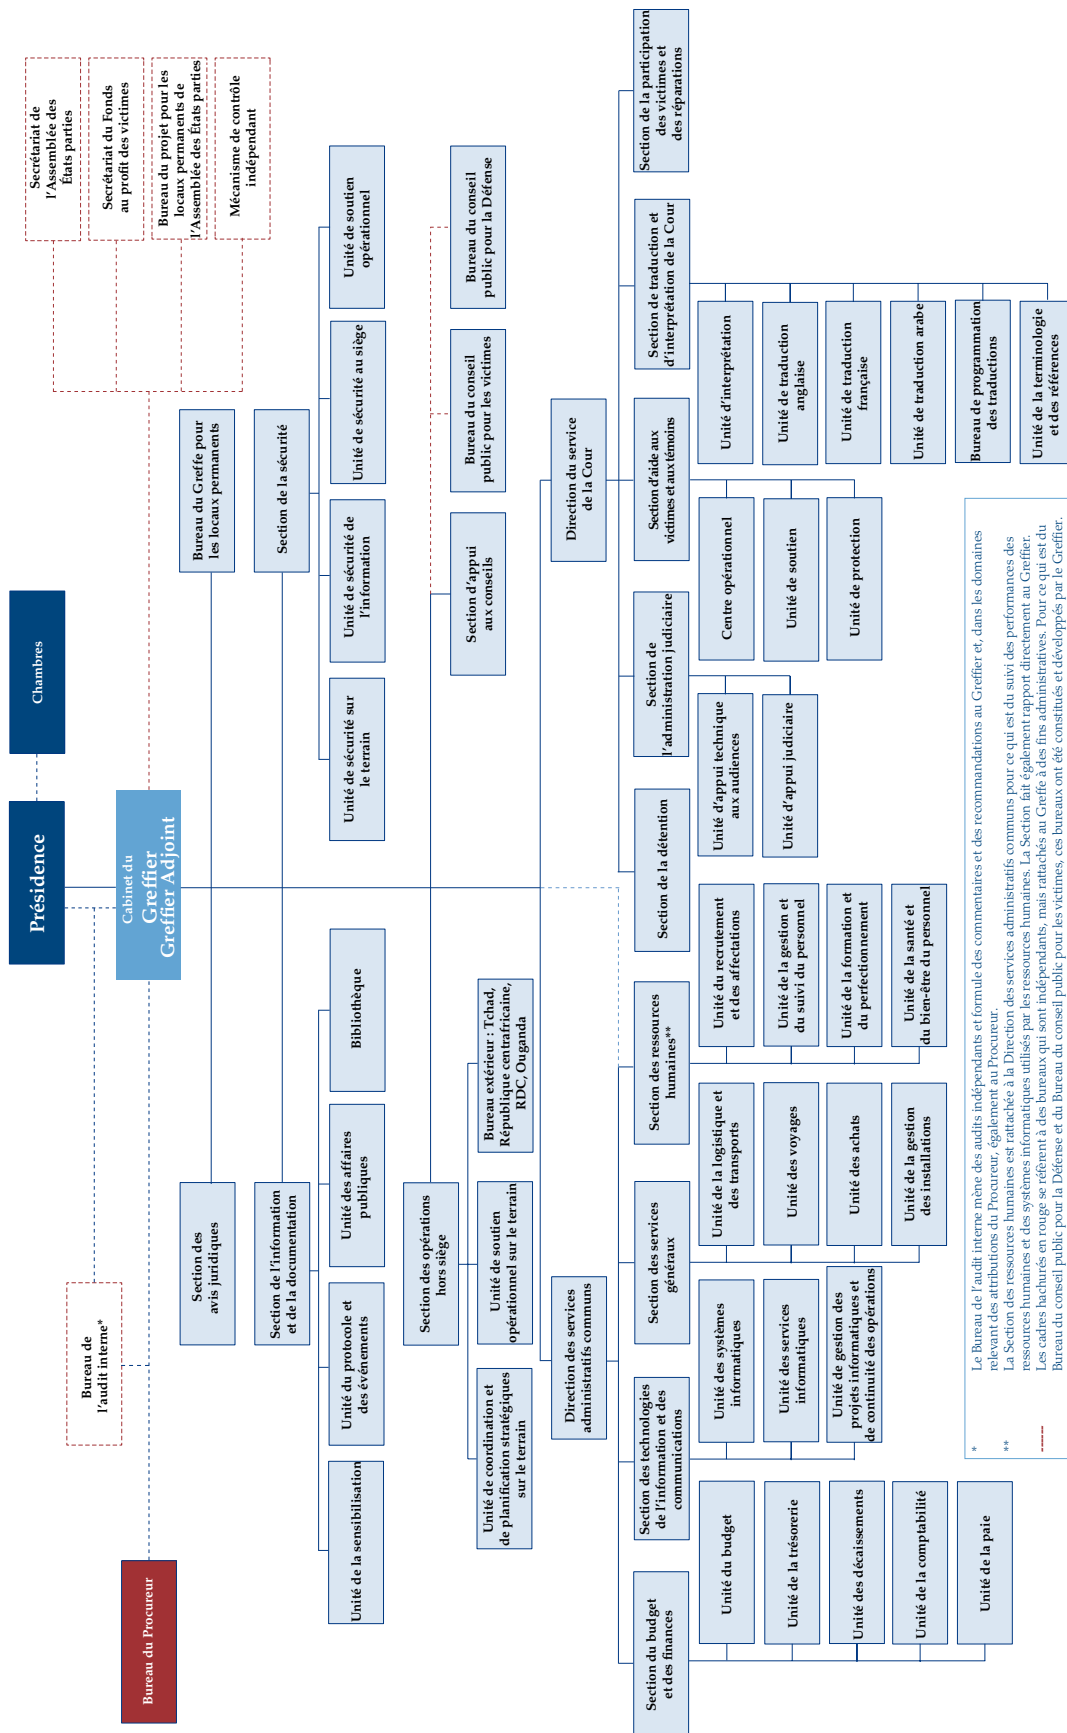 Présidence
Chambres
Cabinet du
Greffier
Greffier Adjoint
Bureau du Procureur
Bureau de
l'audit interne*
Secrétariat de
l'Assemblée des
États parties
Secrétariat du Fonds
au profit des victimes
Bureau du projet pour les
locaux permanents de
l'Assemblée des États parties
Mécanisme de contrôle
indépendant
Section des
avis juridiques
Bureau du Greffe pour
les locaux permanents
Section de l'information
et de la documentation
Section de la sécurité
Unité de la sensibilisation
Unité du protocole et
des événements
Unité des affaires
publiques
Bibliothèque
Unité de sécurité sur
le terrain
Unité de sécurité de
l'information
Unité de sécurité au siège
Unité de soutien
opérationnel
Section des opérations
hors siège
Section d'appui
aux conseils
Bureau du conseil
public pour les victimes
Bureau du conseil
public pour la Défense
Unité de coordination et
de planification stratégiques
sur le terrain
Unité de soutien
opérationnel sur le terrain
Bureau extérieur : Tchad,
République centrafricaine,
RDC, Ouganda
Direction des services
administratifs communs
Direction du service
de la Cour
Section du budget
et des finances
Section des technologies
de l'information et des
communications
Section des services
généraux
Section des ressources
humaines**
Section de la détention
Section de
l'administration judiciaire
Section d'aide aux
victimes et aux témoins
Section de traduction et
d'interprétation de la Cour
Section de la participation
des victimes et
des réparations
Unité du budget
Unité de la trésorerie
Unité des décaissements
Unité de la comptabilité
Unité de la paie
Unité des systèmes
informatiques
Unité des services
informatiques
Unité de gestion des
projets informatiques et
de continuité des opérations
Unité de la logistique et
des transports
Unité des voyages
Unité des achats
Unité de la gestion
des installations
Unité du recrutement
et des affectations
Unité de la gestion et
du suivi du personnel
Unité de la formation et
du perfectionnement
Unité de la santé et
du bien-être du personnel
Unité d'appui technique
aux audiences
Unité d'appui judiciaire
Centre opérationnel
Unité de soutien
Unité de protection
Unité d'interprétation
Unité de traduction
anglaise
Unité de traduction
française
Unité de traduction arabe
Bureau de programmation
des traductions
Unité de la terminologie
et des références
* Le Bureau de l'audit interne mène des audits indépendants et formule des commentaires et des recommandations au Greffier et, dans les domaines
relevant des attributions du Procureur, également au Procureur.
** La Section des ressources humaines est rattachée à la Direction des services administratifs communs pour ce qui est du suivi des performances des
ressources humaines et des systèmes informatiques utilisés par les ressources humaines. La Section fait également rapport directement au Greffier.
Les cadres hachurés en rouge se réfèrent à des bureaux qui sont indépendants, mais rattachés au Greffe à des fins administratives. Pour ce qui est du
Bureau du conseil public pour la Défense et du Bureau du conseil public pour les victimes, ces bureaux ont été constitués et développés par le Greffier.